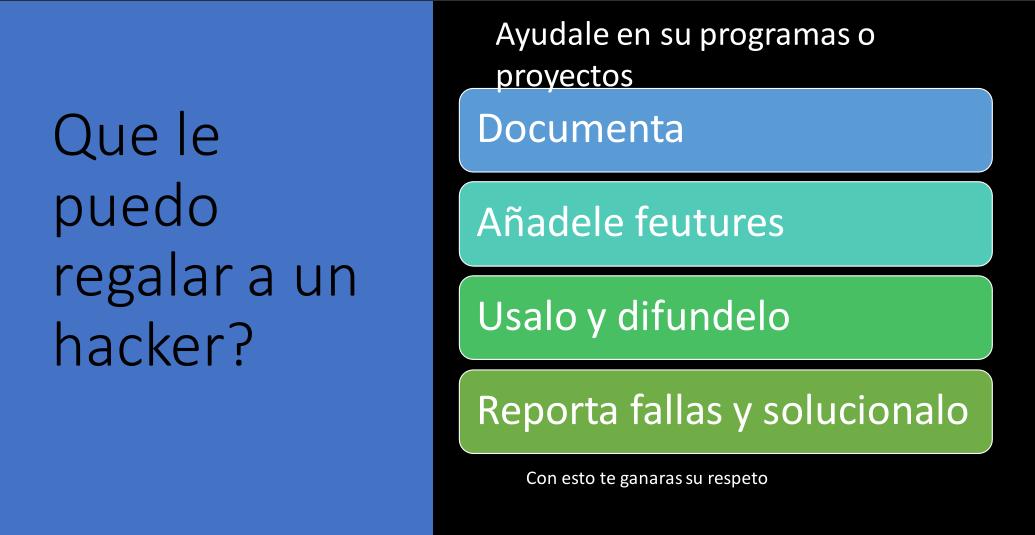 Que le
puedo
regalar a un
hacker?
Ayudale en su programas o
proyectos
Documenta
Añadele feutures
Usalo y difundelo
Reporta fallas y solucionalo
Con esto te ganaras su respeto